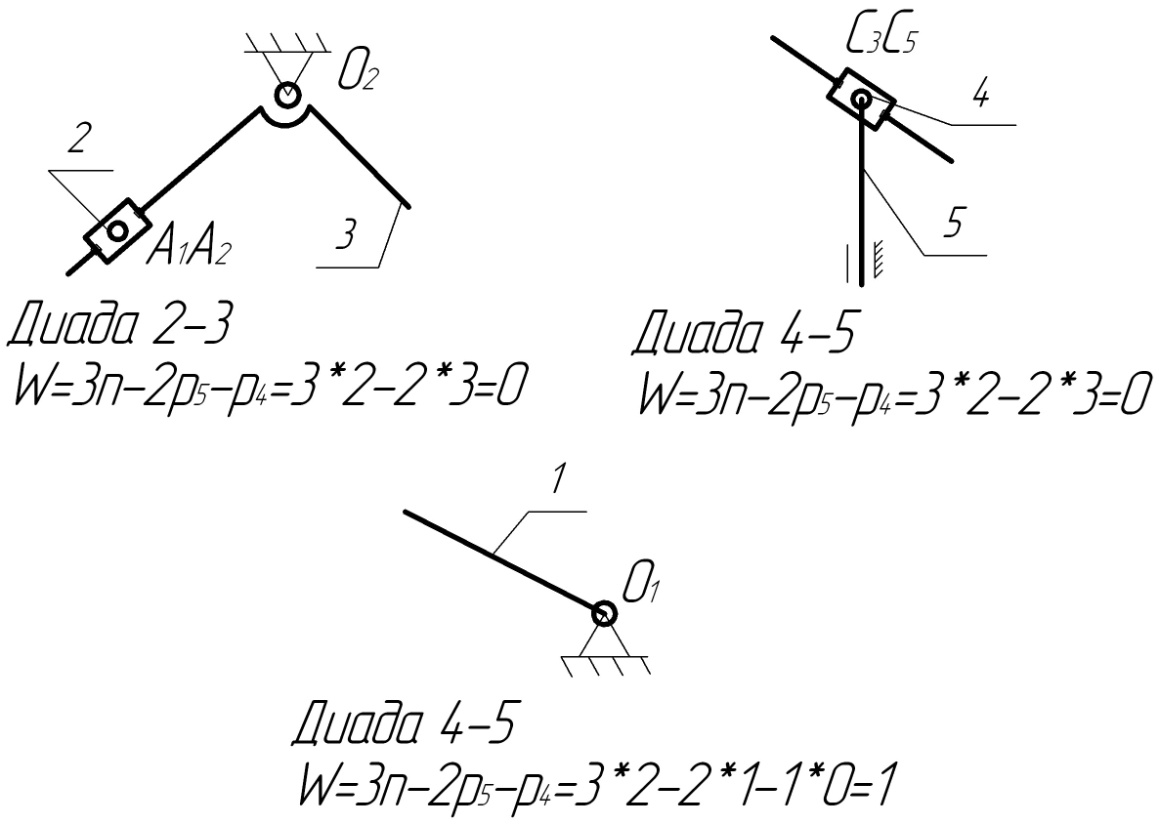 O₂
2
A₁A₂
3
Диада 2-3
W=3n-2p₅-p₄=3*2-2*3=0
C₃C₅
4
5
Диада 4-5
W=3n-2p₅-p₄=3*2-2*3=0
1
O₁
Диада 4-5
W=3n-2p₅-p₄=3*2-2*1-1*0=1